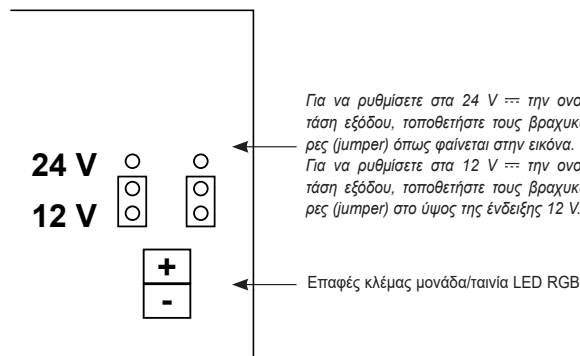 24 V
12 V
+
-
Για να ρυθμίσετε στα 24 V ⎓ την ονο
τάση εξόδου, τοποθετήστε τους βραχυκ
ρες (jumper) όπως φαίνεται στην εικόνα.
Για να ρυθμίσετε στα 12 V ⎓ την ονο
τάση εξόδου, τοποθετήστε τους βραχυκ
ρες (jumper) στο ύψος της ένδειξης 12 V.
Επαφές κλέμας μονάδα/ταινία LED RGB